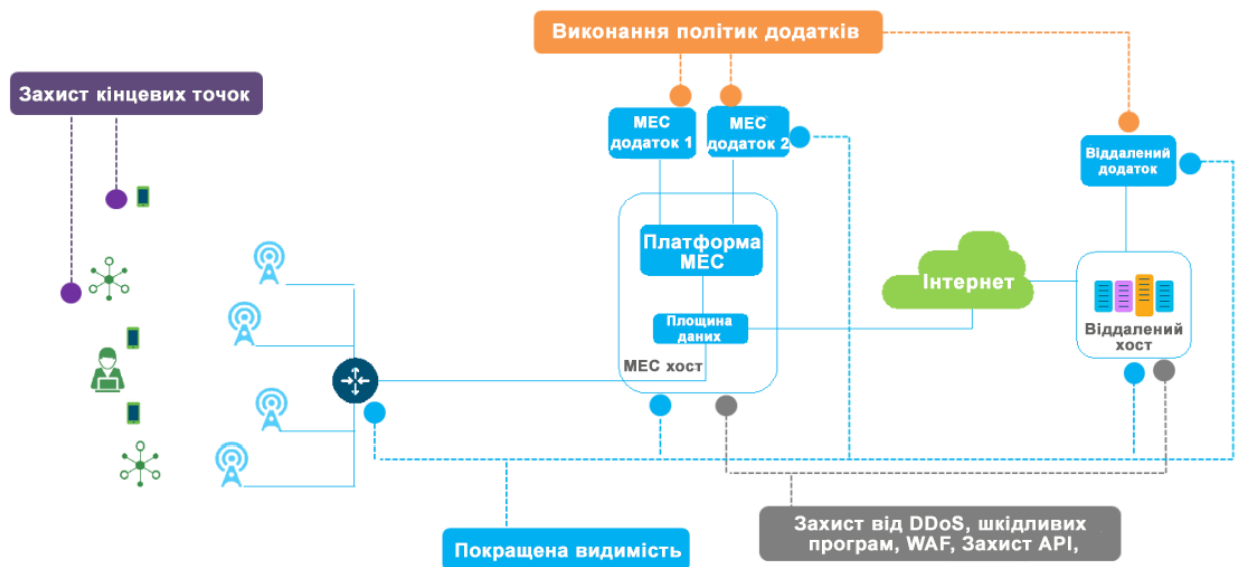 Виконання політик додатків
Захист кінцевих точок
МЕС
додаток 1
МЕС
додаток 2
Віддалений
додаток
Платформа
МЕС
Інтернет
Площина
даних
МЕС хост
Віддалений
хост
Покращена видимість
Захист від DDoS, шкідливих
програм, WAF, Захист API,